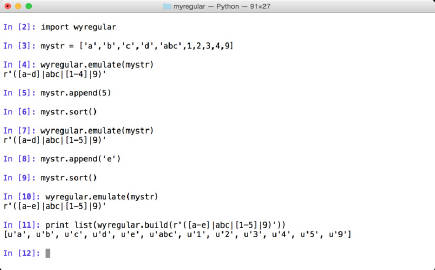 myregular — Python — 91×27
In [2]: import wyregular
In [3]: mystr = ['a','b','c','d','abc',1,2,3,4,9]
In [4]: wyregular.emulate(mystr)
r"([a-d]|abc|[1-4]|9)"
In [5]: mystr.append(5)
In [6]: mystr.sort()
In [7]: wyregular.emulate(mystr)
r"([a-d]|abc|[1-5]|9)"
In [8]: mystr.append('e')
In [9]: mystr.sort()
In [10]: wyregular.emulate(mystr)
r"([a-e]|abc|[1-5]|9)"
In [11]: print list(wyregular.build(r"([a-e]|abc|[1-5]|9)"))
[u'a', u'b', u'c', u'd', u'e', u'abc', u'1', u'2', u'3', u'4', u'5', u'9']
In [12]: